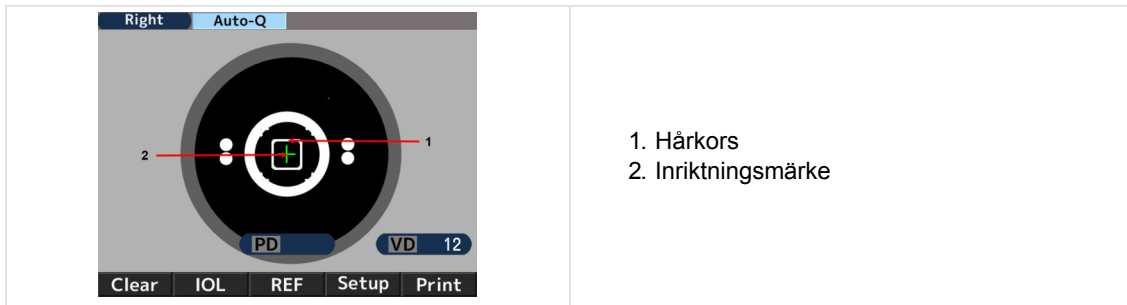 Right Auto-Q
1
2
PD VD 12
Clear IOL REF Setup Print
1. Hårkors
2. Inriktningsmärke